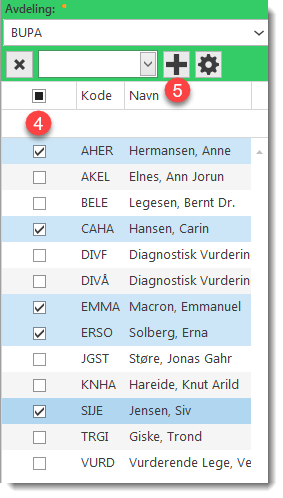 Avdeling: *
BUPA
5
4
Kode Navn
AHER Hermansen, Anne
AKEL Elnes, Ann Jorun
BELE Legesen, Bernt Dr.
CAHA Hansen, Carin
DIVF Diagnostisk Vurderin
DIVÅ Diagnostisk Vurderin
EMMA Macron, Emmanuel
ERSO Solberg, Erna
JGST Støre, Jonas Gahr
KNHA Hareide, Knut Arild
SIJE Jensen, Siv
TRGI Giske, Trond
VURD Vurderende Lege, Ve